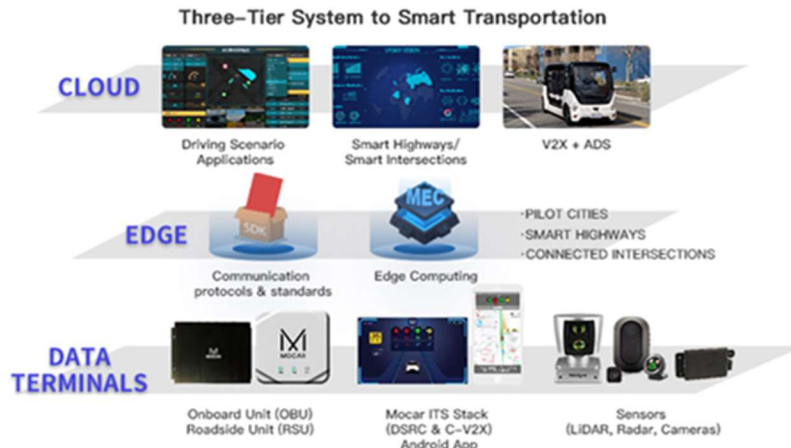 Three-Tier System to Smart Transportation
CLOUD
Driving Scenario
Applications
Smart Highways/
Smart Intersections
V2X + ADS
EDGE
SDK
MEC
Communication
protocols & standards
Edge Computing
·PILOT CITIES
·SMART HIGHWAYS
·CONNECTED INTERSECTIONS
DATA
TERMINALS
MOCAR
MOCAR
Onboard Unit (OBU)
Roadside Unit (RSU)
Mocar ITS Stack
(DSRC & C-V2X)
Android App
Sensors
(LiDAR, Radar, Cameras)